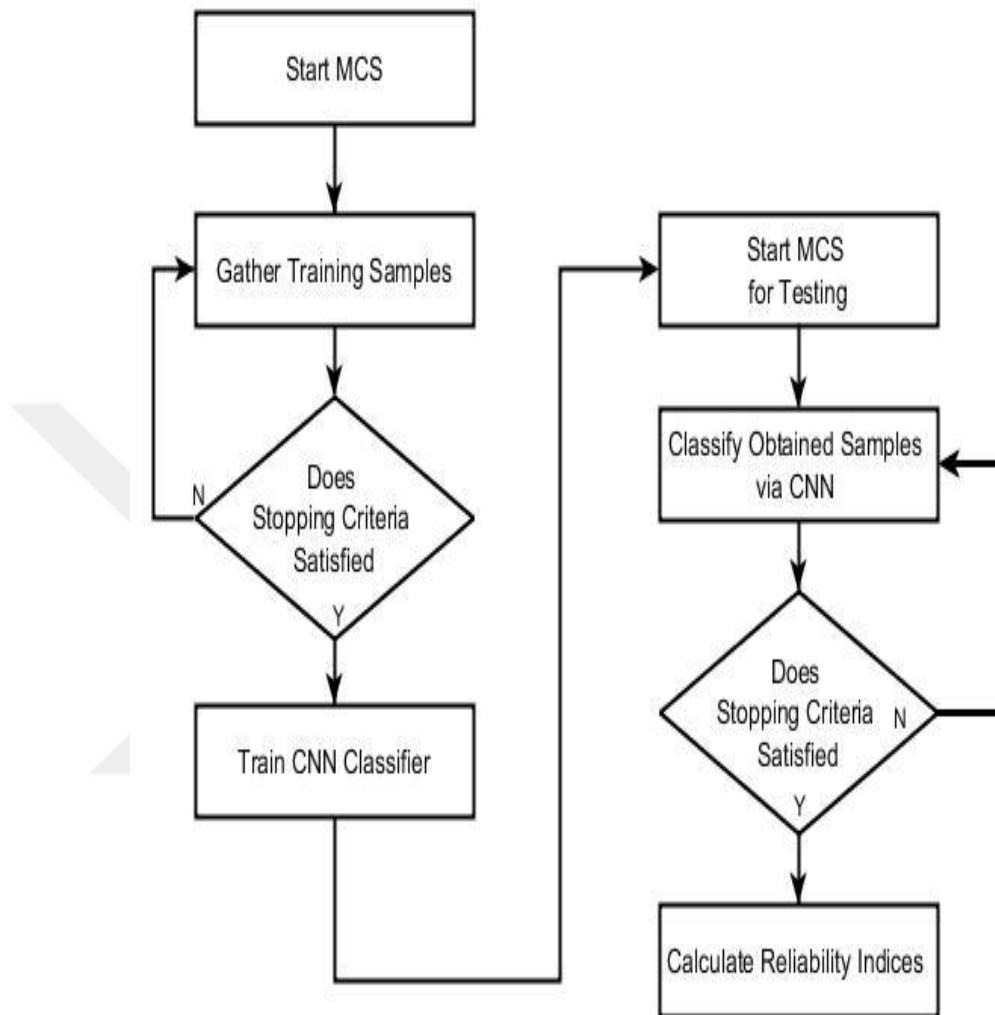 Start MCS
Gather Training Samples
Does
Stopping Criteria
Satisfied
N
Y
Train CNN Classifier
Start MCS
for Testing
Classify Obtained Samples
via CNN
Does
Stopping Criteria
Satisfied
N
Y
Calculate Reliability Indices